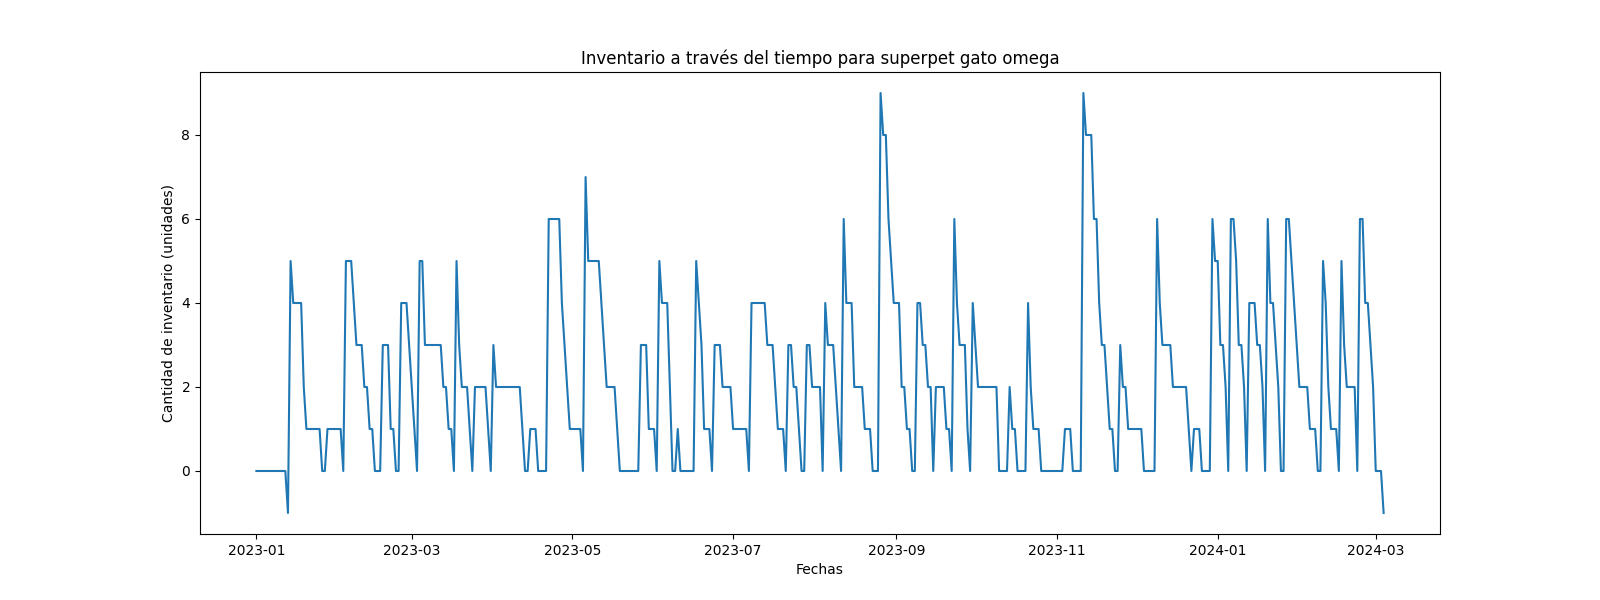 Inventario a través del tiempo para superpet gato omega
Cantidad de inventario (unidades)
8
6
4
2
0
2023-01 2023-03 2023-05 2023-07 2023-09 2023-11 2024-01 2024-03
Fechas